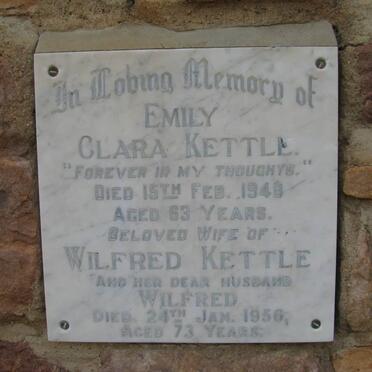 In Loving Memory of
EMILY
CLARA KETTLE.
"FOREVER IN MY THOUGHTS."
DIED 15TH FEB. 1948
AGED 63 YEARS.
BELOVED WIFE OF
WILFRED KETTLE
AND HER DEAR HUSBAND
WILFRED
DIED 24TH JAN. 1956,
AGED 73 YEARS.